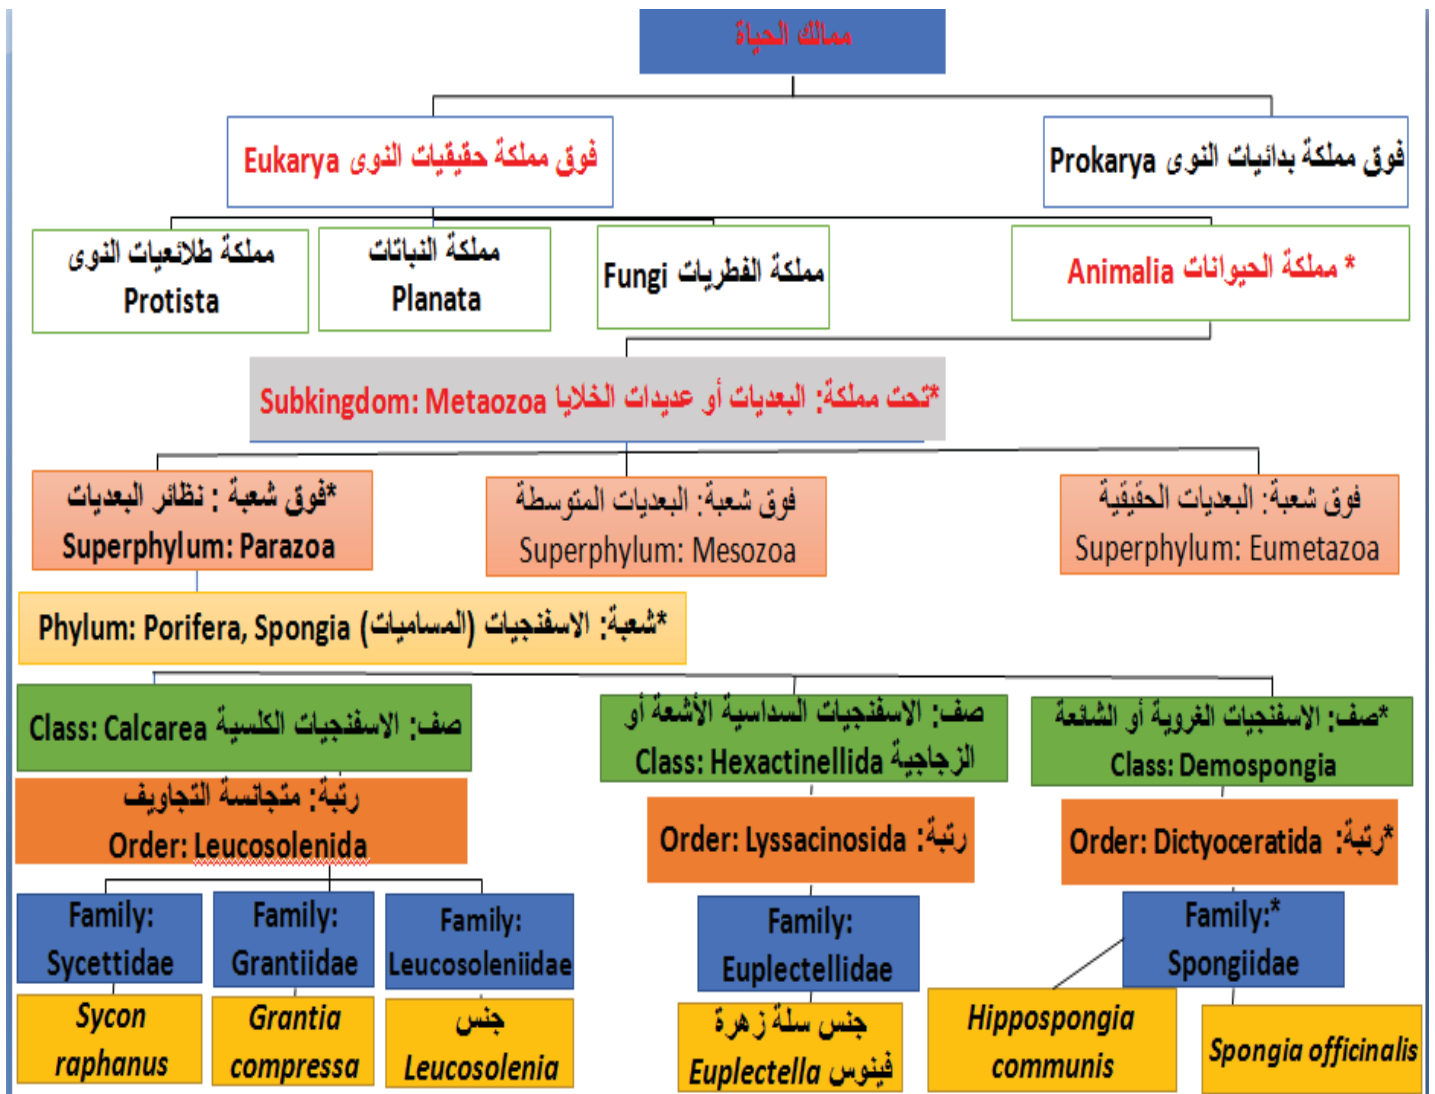 ممالك الحياة
فوق مملكة حقيقيات النوى Eukarya
فوق مملكة بدائيات النوى Prokarya
مملكة طلائعيات النوى
Protista
مملكة النباتات
Planata
مملكة الفطريات Fungi
* مملكة الحيوانات Animalia
*تحت مملكة: البعديات أو عديدات الخلايا Subkingdom: Metaozoa
*فوق شعبة : نظائر البعديات
Superphylum: Parazoa
فوق شعبة: البعديات المتوسطة
Superphylum: Mesozoa
فوق شعبة: البعديات الحقيقية
Superphylum: Eumetazoa
*شعبة: الاسفنجيات (المساميات) Phylum: Porifera, Spongia
صف: الاسفنجيات الكلسية Class: Calcarea
صف: الاسفنجيات السداسية الأشعة أو
الزجاجية Class: Hexactinellida
*صف: الاسفنجيات الغروية أو الشائعة
Class: Demospongia
رتبة: متجانسة التجاويف
Order: Leucosolenida
رتبة: Order: Lyssacinosida
*رتبة: Order: Dictyoceratida
Family:
Sycettidae
Family:
Grantiidae
Family:
Leucosoleniidae
Family:
Euplectellidae
Family:*
Spongiidae
Sycon
raphanus
Grantia
compressa
جنس
Leucosolenia
جنس سلة زهرة
فينوس Euplectella
Hippospongia
communis
Spongia officinalis